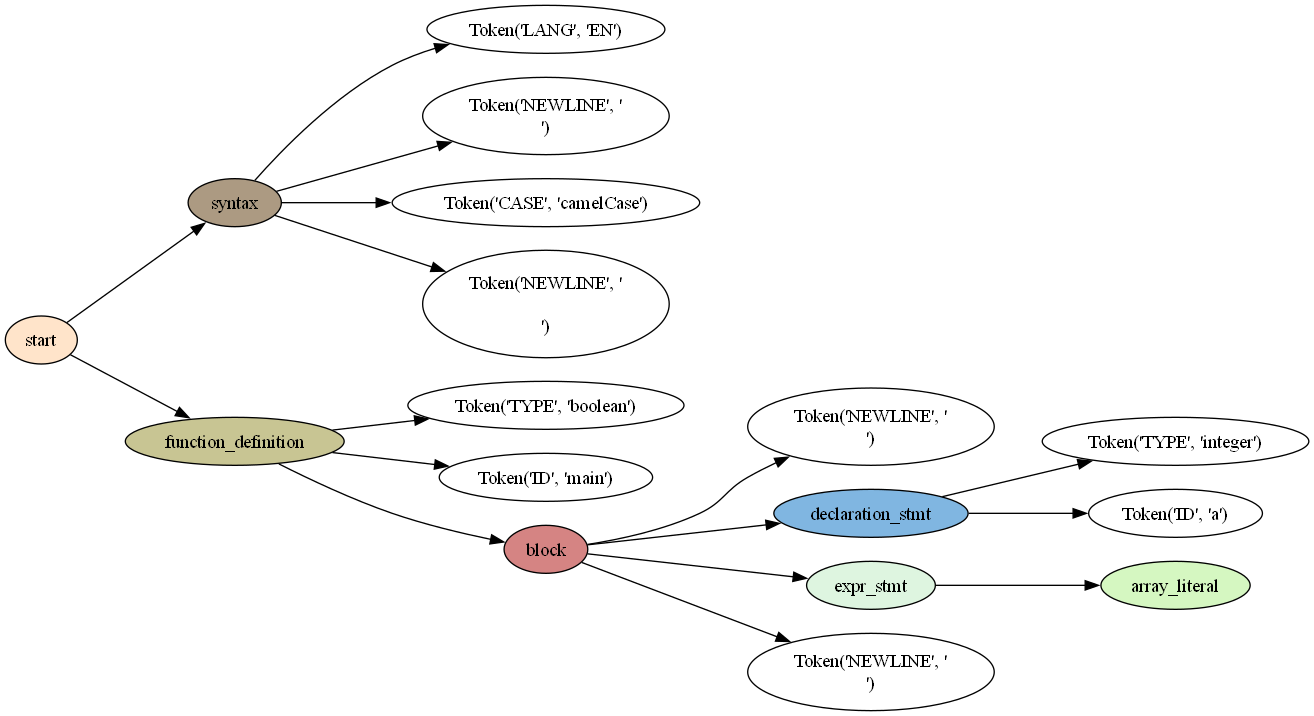 Token('LANG', 'EN')
Token('NEWLINE', '
')
syntax
Token('CASE', 'camelCase')
Token('NEWLINE', '
')
start
Token('TYPE', 'boolean')
function_definition
Token('ID', 'main')
block
Token('NEWLINE', '
')
Token('TYPE', 'integer')
declaration_stmt
Token('ID', 'a')
expr_stmt
array_literal
Token('NEWLINE', '
')